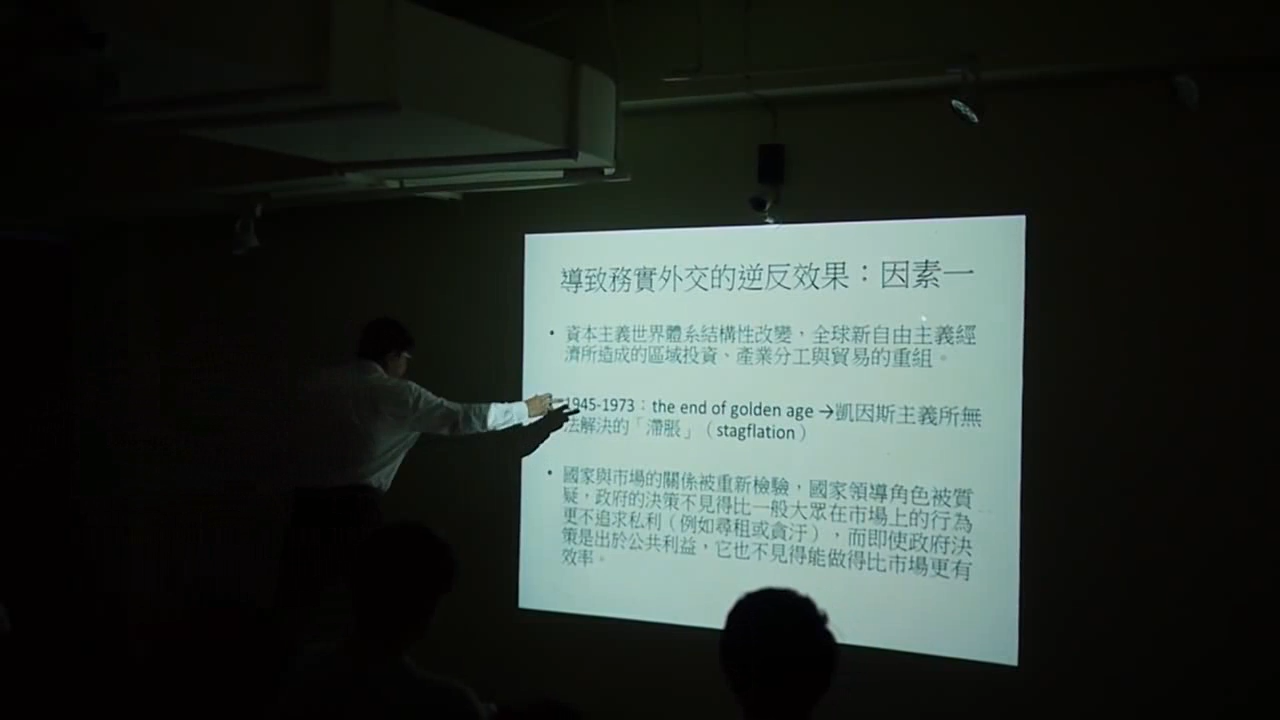 導致務實外交的逆反效果：因素一
• 資本主義世界體系結構性改變，全球新自由主義經
濟所造成的區域投資、產業分工與貿易的重組。
1945-1973：the end of golden age →凱因斯主義所無
法解決的「滯脹」（stagflation）
• 國家與市場的關係被重新檢驗，國家領導角色被質
疑，政府的決策不見得比一般大眾在市場上的行為
更不追求私利（例如尋租或貪汙），而即使政府決
策是出於公共利益，它也不見得能做得比市場更有
效率。